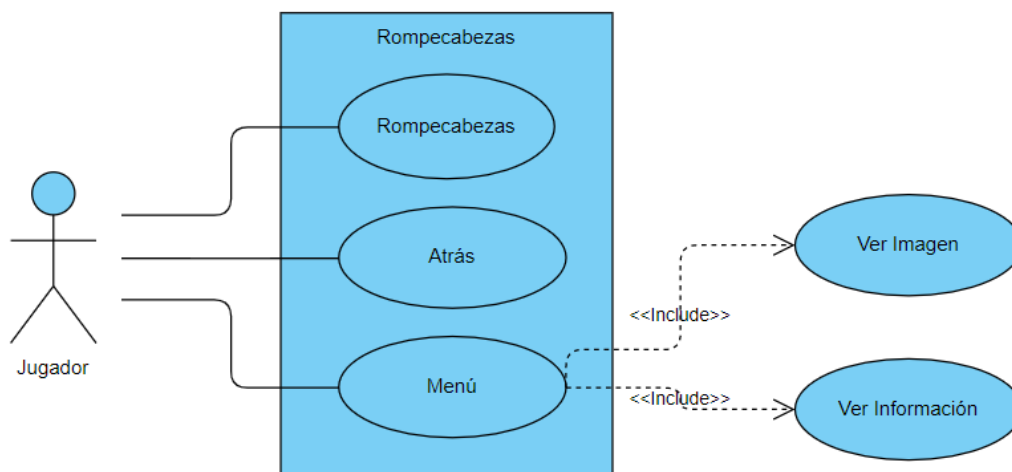 Rompecabezas
Rompecabezas
Atrás
Menú
Jugador
<<Include>>
<<Include>>
Ver Imagen
Ver Información